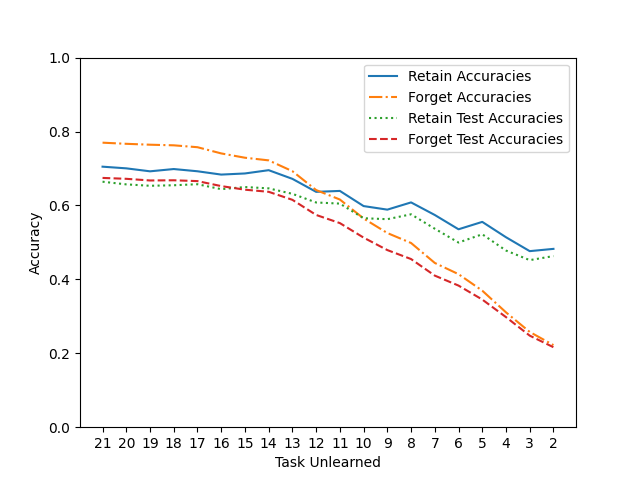 1.0
0.8
0.6
0.4
0.2
0.0
Accuracy
Retain Accuracies
Forget Accuracies
Retain Test Accuracies
Forget Test Accuracies
21 20 19 18 17 16 15 14 13 12 11 10 9 8 7 6 5 4 3 2
Task Unlearned